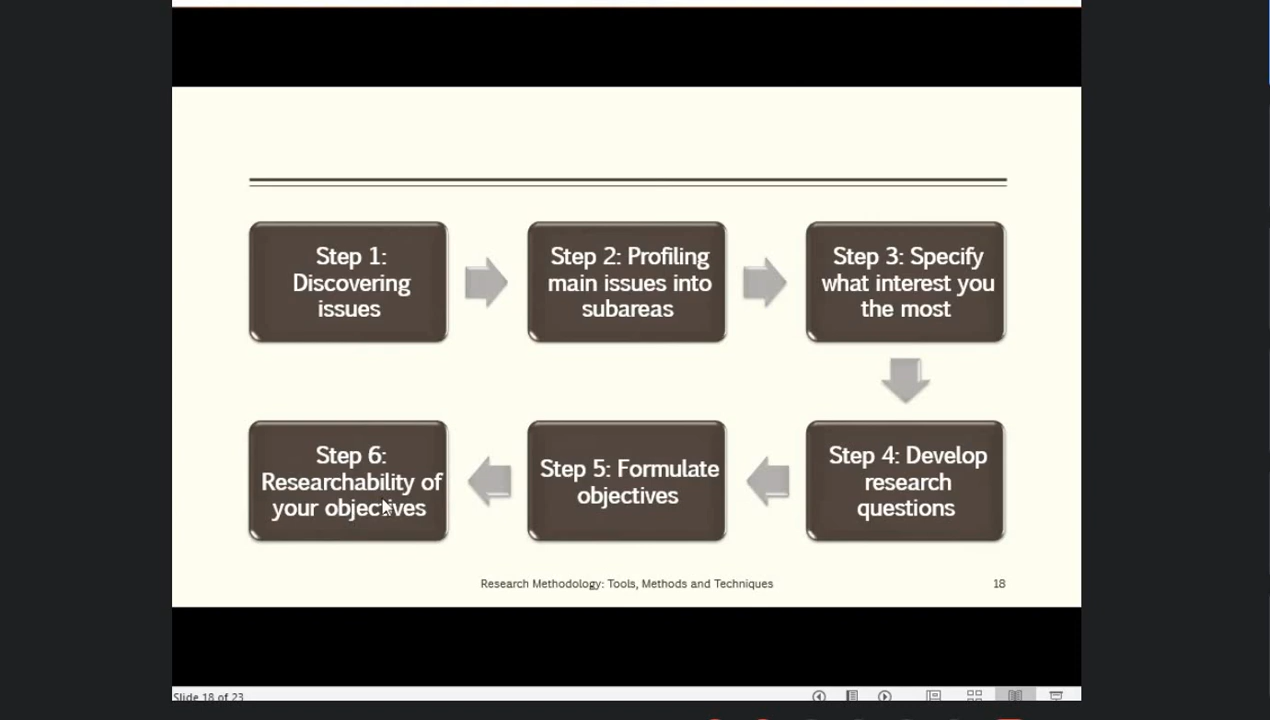 Step 1:
Discovering
issues
Step 2: Profiling
main issues into
subareas
Step 3: Specify
what interest you
the most
Step 4: Develop
research
questions
Step 5: Formulate
objectives
Step 6:
Researchability of
your objectives
Research Methodology: Tools, Methods and Techniques
18
Slide 18 of 23